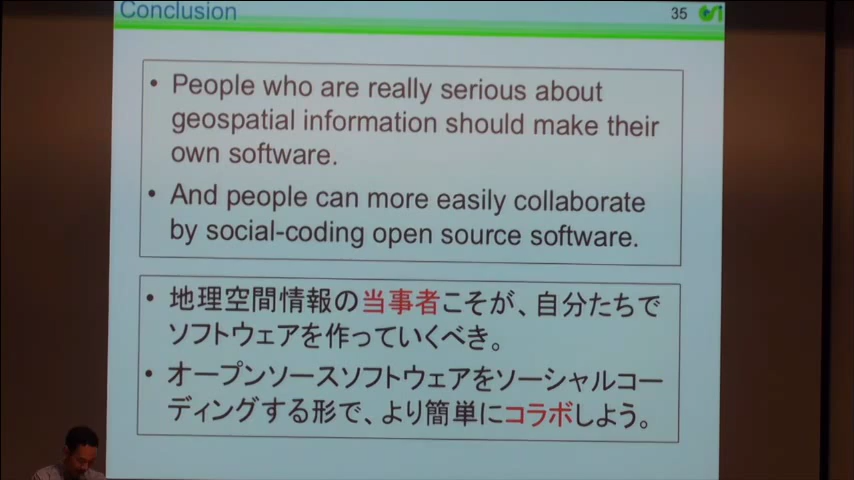 Conclusion
35
• People who are really serious about
geospatial information should make their
own software.
• And people can more easily collaborate
by social-coding open source software.
• 地理空間情報の当事者こそが、自分たちで
ソフトウェアを作っていくべき。
• オープンソースソフトウェアをソーシャルコー
ディングする形で、より簡単にコラボしよう。